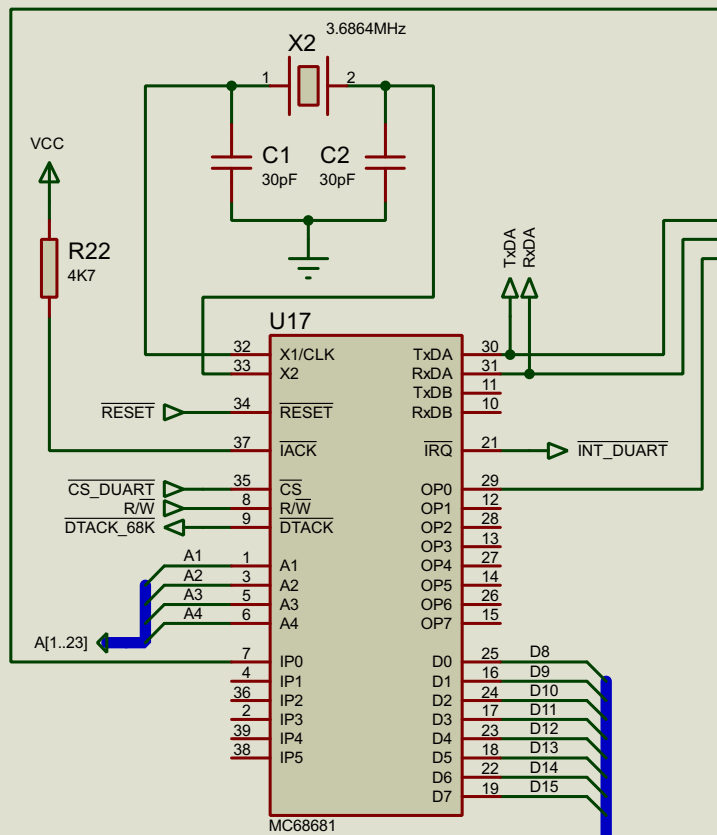 3.6864MHz
X2
1
2
VCC
C1
30pF
C2
30pF
R22
4K7
TxDA
RxDA
U17
32 X1/CLK TxDA 30
33 X2 RxDA 31
TxDB 11
RESET 34 RESET RxDB 10
37 IACK IRQ 21 INT_DUART
CS_DUART 35 CS OP0 29
R/W 8 R/W OP1 12
DTACK_68K 9 DTACK OP2 28
OP3 13
A1 1 A1 OP4 27
A2 3 A2 OP5 14
A3 5 A3 OP6 26
A4 6 A4 OP7 15
A[1..23]
7 IP0 D0 25 D8
4 IP1 D1 16 D9
36 IP2 D2 24 D10
2 IP3 D3 17 D11
39 IP4 D4 23 D12
38 IP5 D5 18 D13
D6 22 D14
D7 19 D15
MC68681